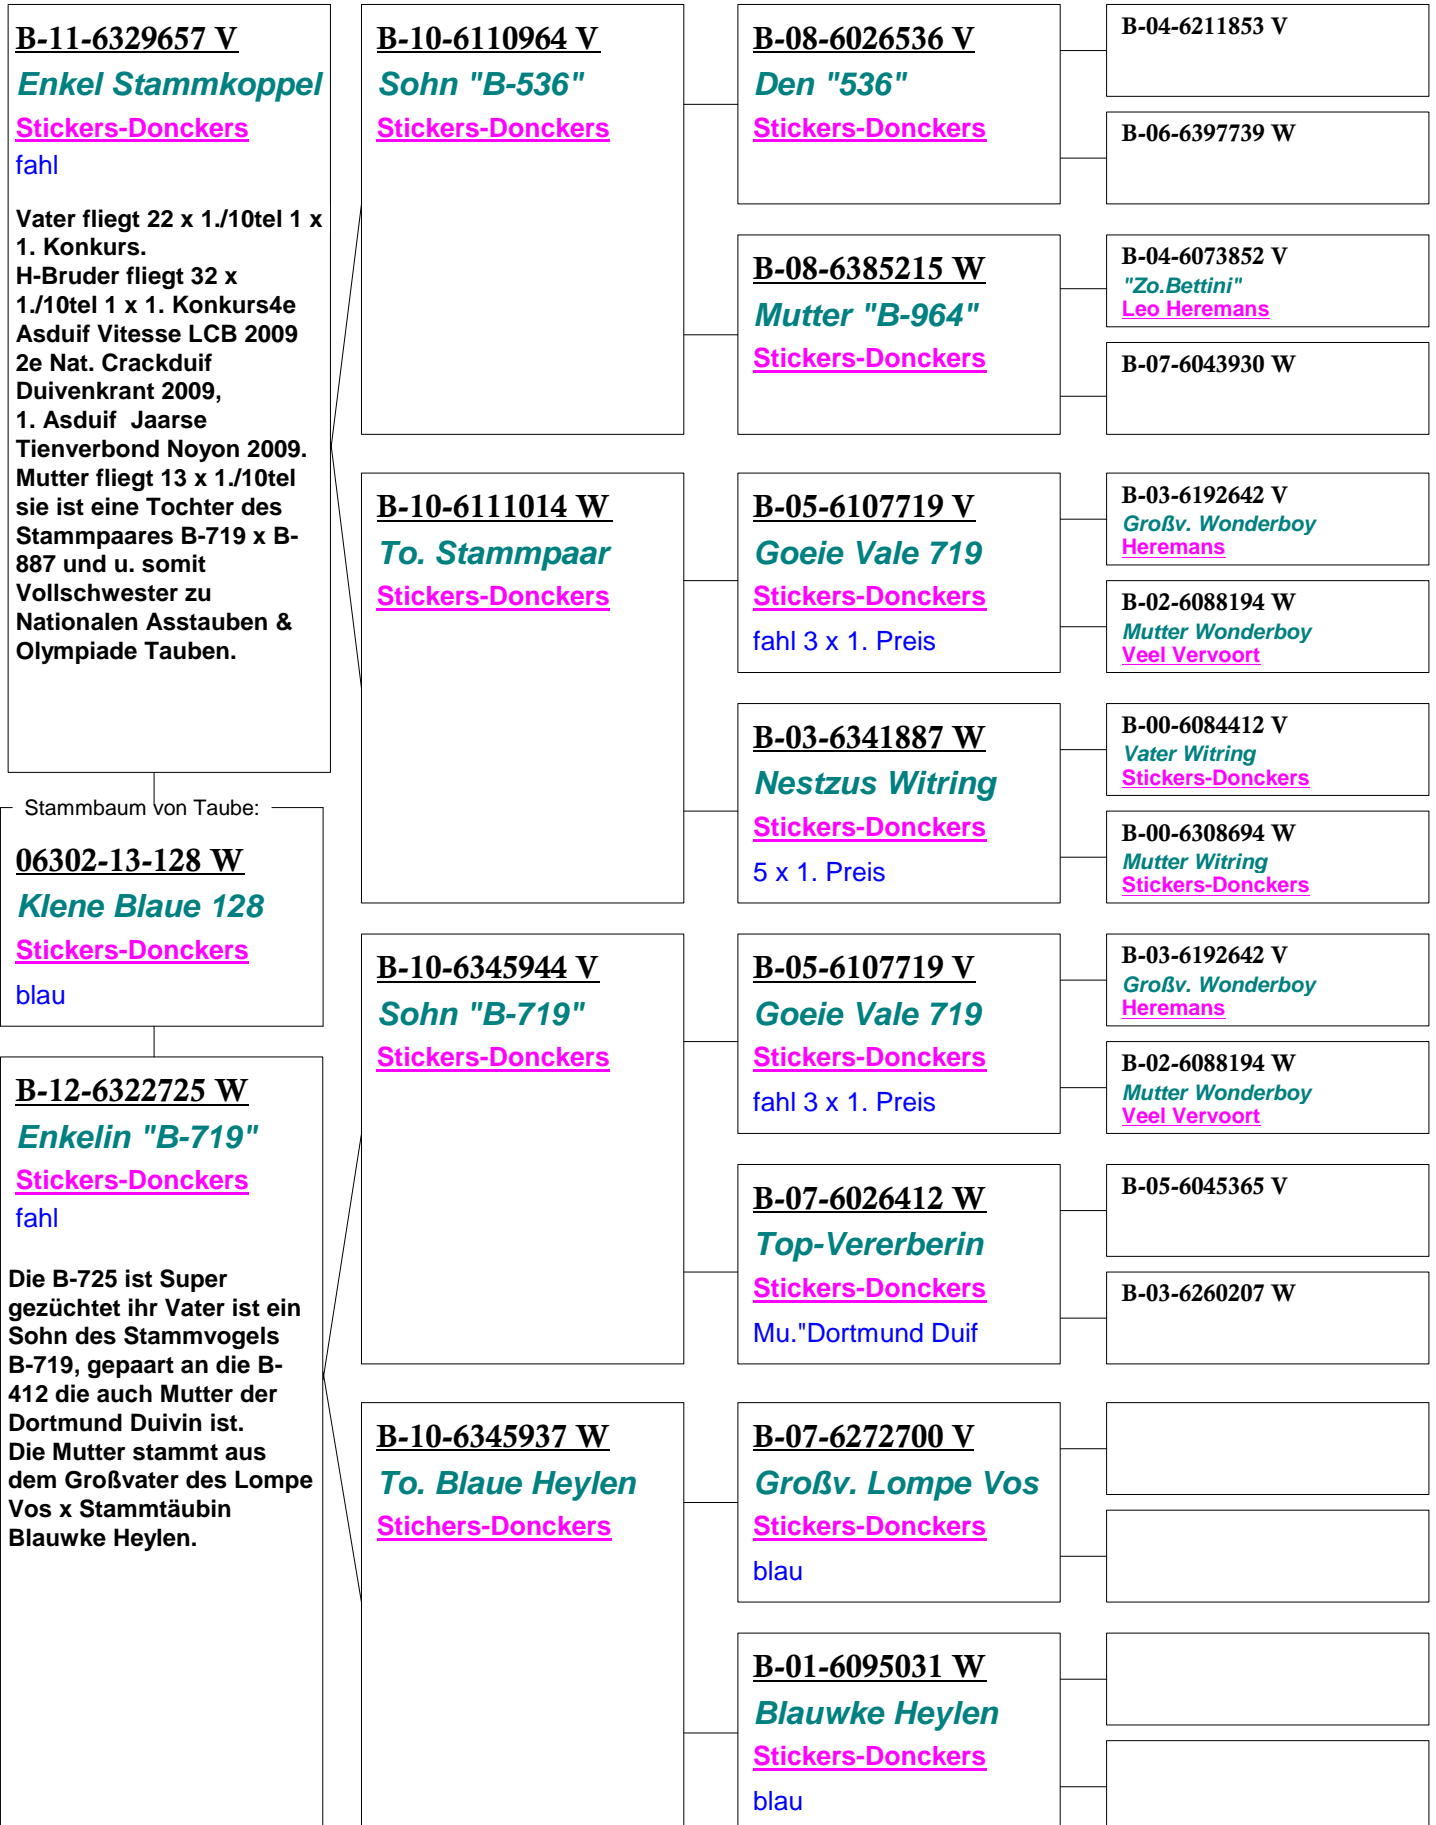 B-11-6329657 V
Enkel Stammkoppel
Stickers-Donckers
fahl
Vater fliegt 22 x 1./10tel 1 x
1. Konkurs.
H-Bruder fliegt 32 x
1./10tel 1 x 1. Konkurs4e
Asduif Vitesse LCB 2009
2e Nat. Crackduif
Duivenkrant 2009,
1. Asduif  Jaarse
Tienverbond Noyon 2009.
Mutter fliegt 13 x 1./10tel
sie ist eine Tochter des
Stammpaares B-719 x B-
887 und u. somit
Vollschwester zu
Nationalen Asstauben &
Olympiade Tauben.
Stammbaum von Taube:
06302-13-128 W
Klene Blaue 128
Stickers-Donckers
blau
B-12-6322725 W
Enkelin "B-719"
Stickers-Donckers
fahl
Die B-725 ist Super
gezüchtet ihr Vater ist ein
Sohn des Stammvogels
B-719, gepaart an die B-
412 die auch Mutter der
Dortmund Duivin ist.
Die Mutter stammt aus
dem Großvater des Lompe
Vos x Stammtäubin
Blauwke Heylen.
B-10-6110964 V
Sohn "B-536"
Stickers-Donckers
B-10-6111014 W
To. Stammpaar
Stickers-Donckers
B-10-6345944 V
Sohn "B-719"
Stickers-Donckers
B-10-6345937 W
To. Blaue Heylen
Stichers-Donckers
B-08-6026536 V
Den "536"
Stickers-Donckers
B-08-6385215 W
Mutter "B-964"
Stickers-Donckers
B-05-6107719 V
Goeie Vale 719
Stickers-Donckers
fahl 3 x 1. Preis
B-03-6341887 W
Nestzus Witring
Stickers-Donckers
5 x 1. Preis
B-05-6107719 V
Goeie Vale 719
Stickers-Donckers
fahl 3 x 1. Preis
B-07-6026412 W
Top-Vererberin
Stickers-Donckers
Mu."Dortmund Duif
B-07-6272700 V
Großv. Lompe Vos
Stickers-Donckers
blau
B-01-6095031 W
Blauwke Heylen
Stickers-Donckers
blau
B-04-6211853 V
B-06-6397739 W
B-04-6073852 V
"Zo.Bettini"
Leo Heremans
B-07-6043930 W
B-03-6192642 V
Großv. Wonderboy
Heremans
B-02-6088194 W
Mutter Wonderboy
Veel Vervoort
B-00-6084412 V
Vater Witring
Stickers-Donckers
B-00-6308694 W
Mutter Witring
Stickers-Donckers
B-03-6192642 V
Großv. Wonderboy
Heremans
B-02-6088194 W
Mutter Wonderboy
Veel Vervoort
B-05-6045365 V
B-03-6260207 W